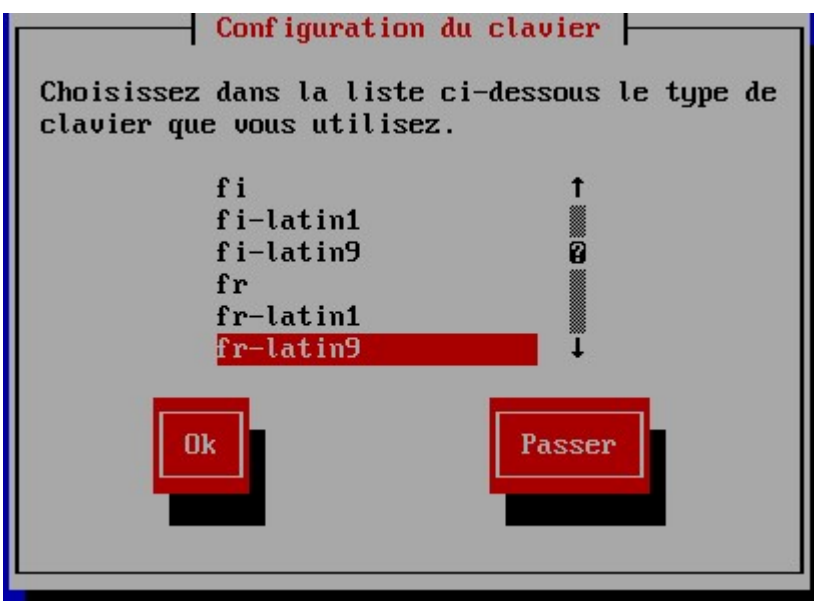 Configuration du clavier
Choisissez dans la liste ci-dessous le type de
clavier que vous utilisez.
fi
fi-latin1
fi-latin9
fr
fr-latin1
fr-latin9
Ok
Passer